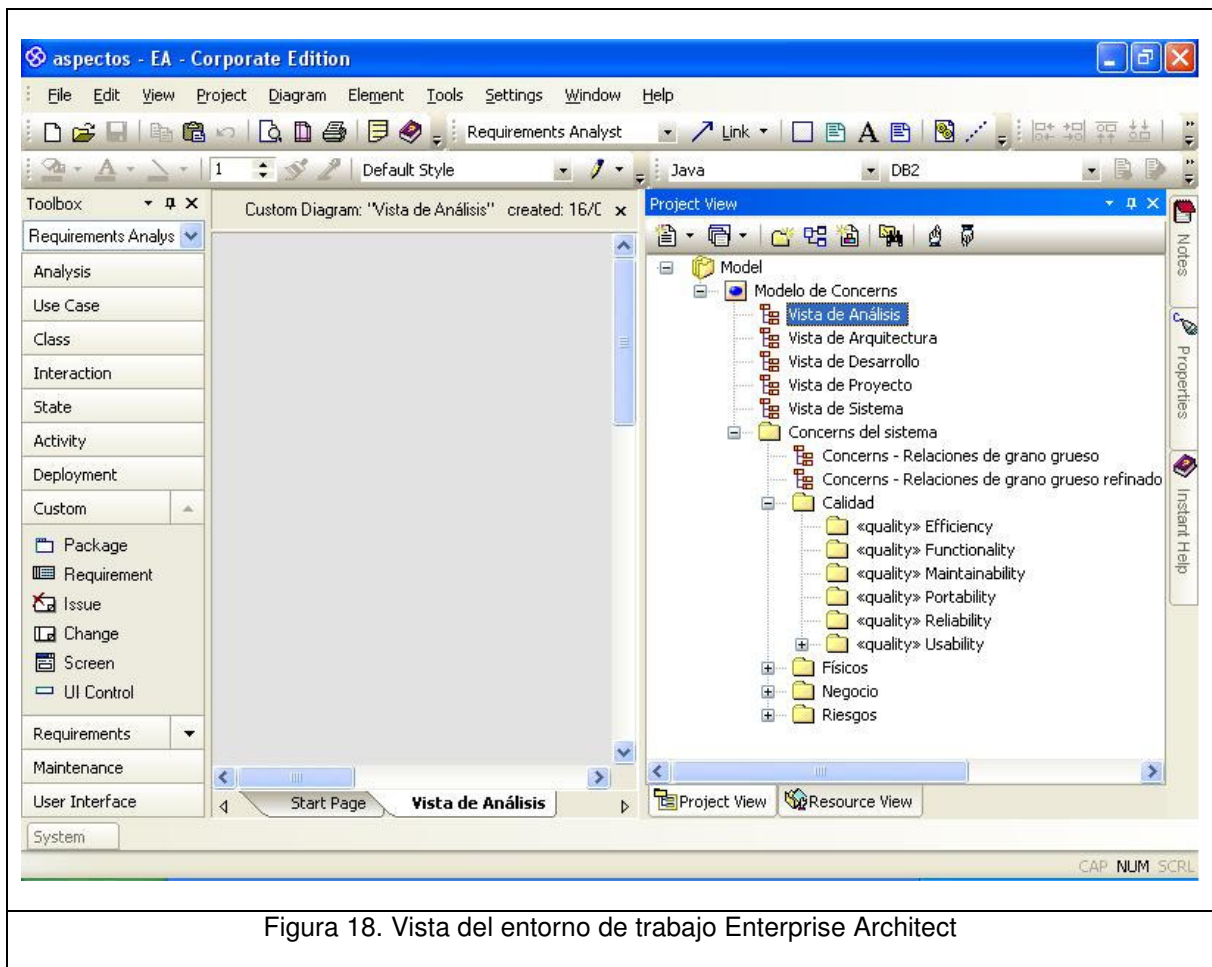 aspectos - EA - Corporate Edition
File Edit View Project Diagram Element Tools Settings Window Help
Requirements Analyst Link A
1 Default Style Java DB2
Toolbox
Requirements Analys
Analysis
Use Case
Class
Interaction
State
Activity
Deployment
Custom
Package
Requirement
Issue
Change
Screen
UI Control
Requirements
Maintenance
User Interface
System
Custom Diagram: "Vista de Análisis" created: 16/
Start Page Vista de Análisis
Project View
Model
Modelo de Concerns
Vista de Análisis
Vista de Arquitectura
Vista de Desarrollo
Vista de Proyecto
Vista de Sistema
Concerns del sistema
Concerns - Relaciones de grano grueso
Concerns - Relaciones de grano grueso refinado
Calidad
«quality» Efficiency
«quality» Functionality
«quality» Maintainability
«quality» Portability
«quality» Reliability
«quality» Usability
Físicos
Negocio
Riesgos
Project View Resource View
Notes
Properties
Instant Help
CAP NUM SCRL
Figura 18. Vista del entorno de trabajo Enterprise Architect